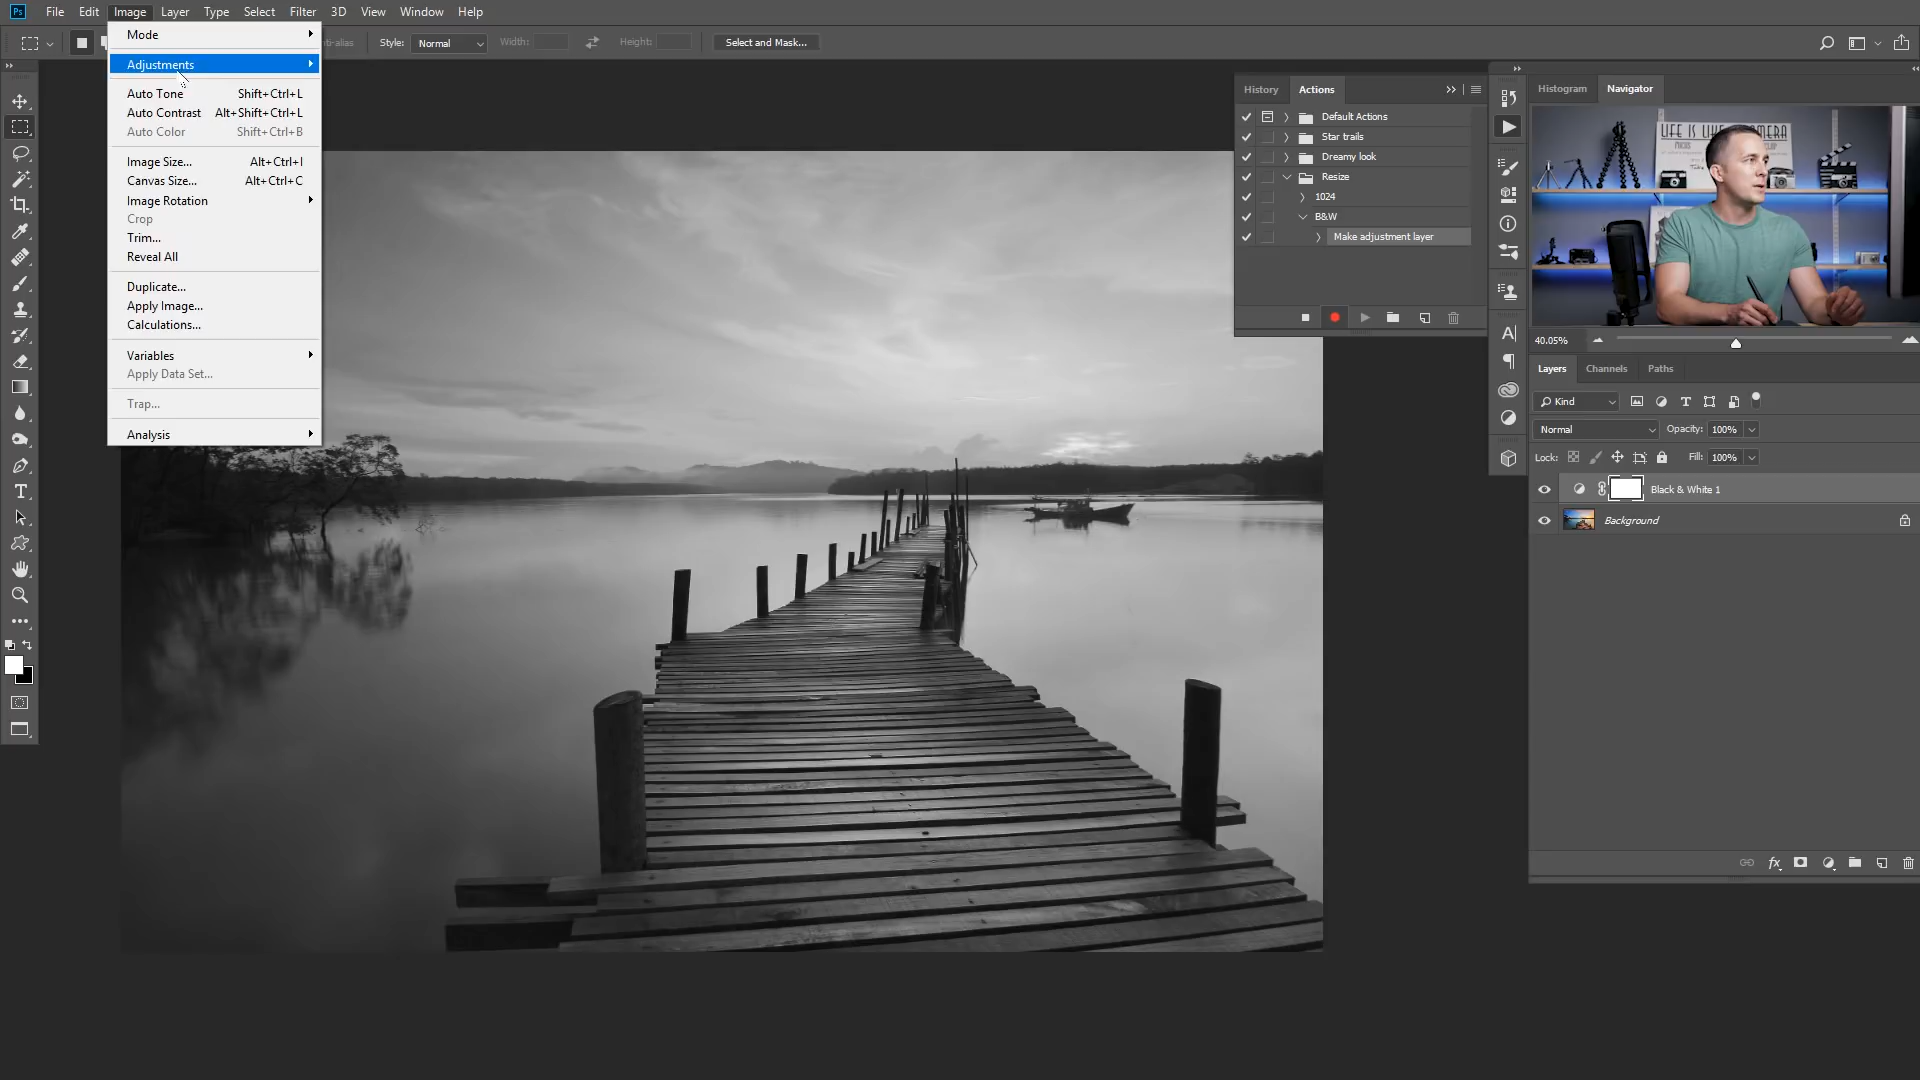 Ps File Edit Image Layer Type Select Filter 3D View Window Help
Style: Normal Width: Height: Select and Mask...
Mode
Adjustments
Auto Tone Shift+Ctrl+L
Auto Contrast Alt+Shift+Ctrl+L
Auto Color Shift+Ctrl+B
Image Size... Alt+Ctrl+I
Canvas Size... Alt+Ctrl+C
Image Rotation
Crop
Trim...
Reveal All
Duplicate...
Apply Image...
Calculations...
Variables
Apply Data Set...
Trap...
Analysis
History Actions
Default Actions
Star trails
Dreamy look
Resize
1024
B&W
Make adjustment layer
Histogram Navigator
LIFE IS LIKE CAMERA
40.05%
Layers Channels Paths
Kind
Normal Opacity: 100%
Lock: Fill: 100%
Black & White 1
Background